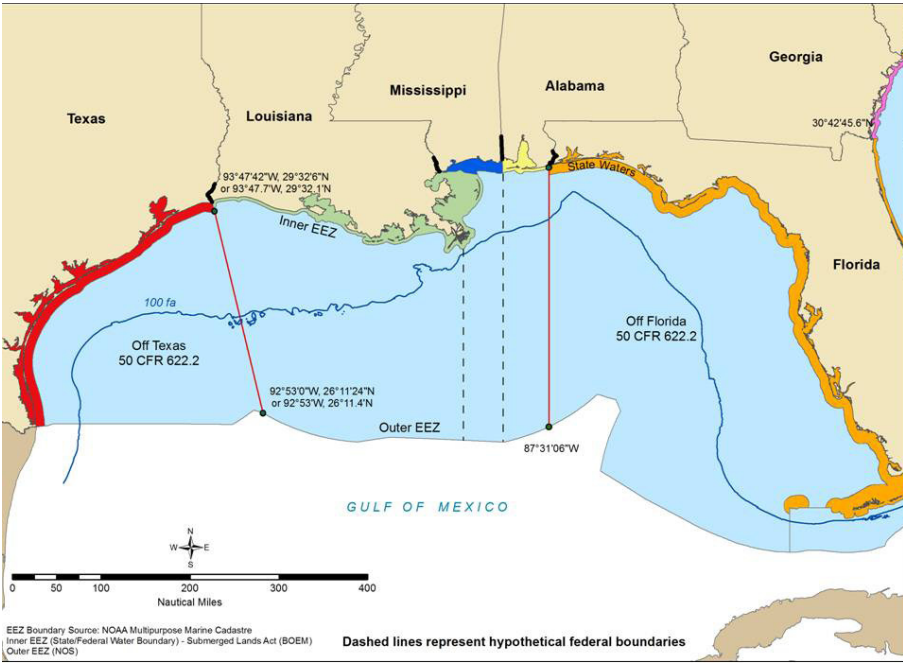 Georgia
Alabama
Mississippi
Louisiana
Texas
30°42'45.6"N
State Waters
93°47'42"W, 29°32'6"N
or 93°47.7'W, 29°32.1'N
Inner EEZ
Florida
100 fa
Off Texas
50 CFR 622.2
Off Florida
50 CFR 622.2
92°53'0"W, 26°11'24"N
or 92°53'W, 26°11.4'N
Outer EEZ
87°31'06"W
GULF OF MEXICO
N
W E
S
0 50 100 200 300 400
Nautical Miles
EEZ Boundary Source: NOAA Multipurpose Marine Cadastre
Inner EEZ (State/Federal Water Boundary) - Submerged Lands Act (BOEM)
Outer EEZ (NOS)
Dashed lines represent hypothetical federal boundaries